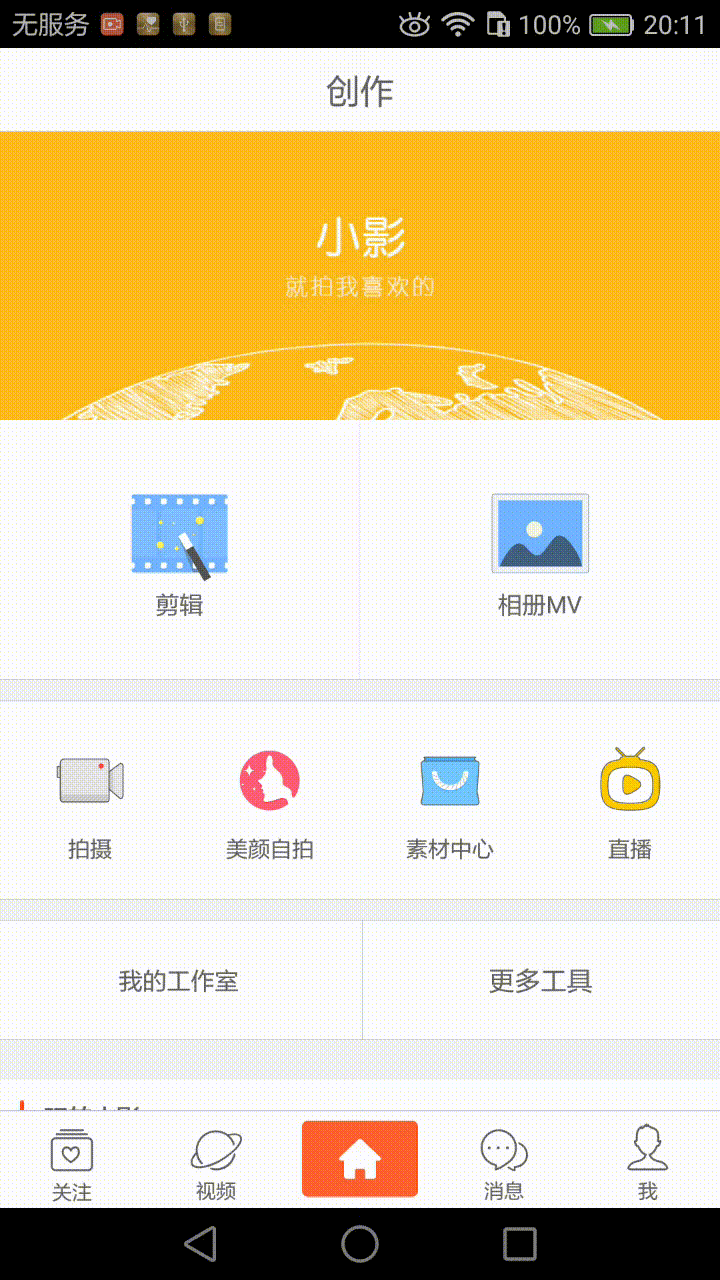 无服务 100% 20:11
创作
小影
就拍我喜欢的
剪辑 相册MV
拍摄 美颜自拍 素材中心 直播
我的工作室 更多工具
关注 视频 消息 我